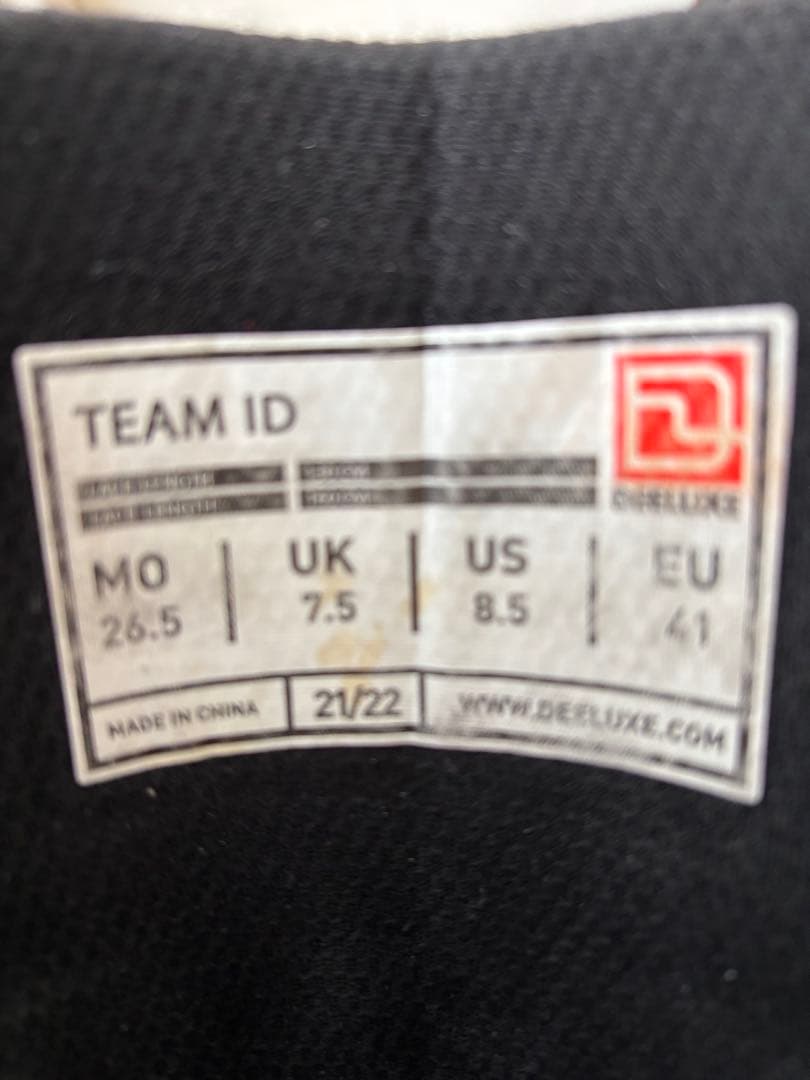 TEAM ID
DEELUXE
MO UK US EU
26.5 7.5 8.5 41
MADE IN CHINA 21/22 WWW.DEELUXE.COM